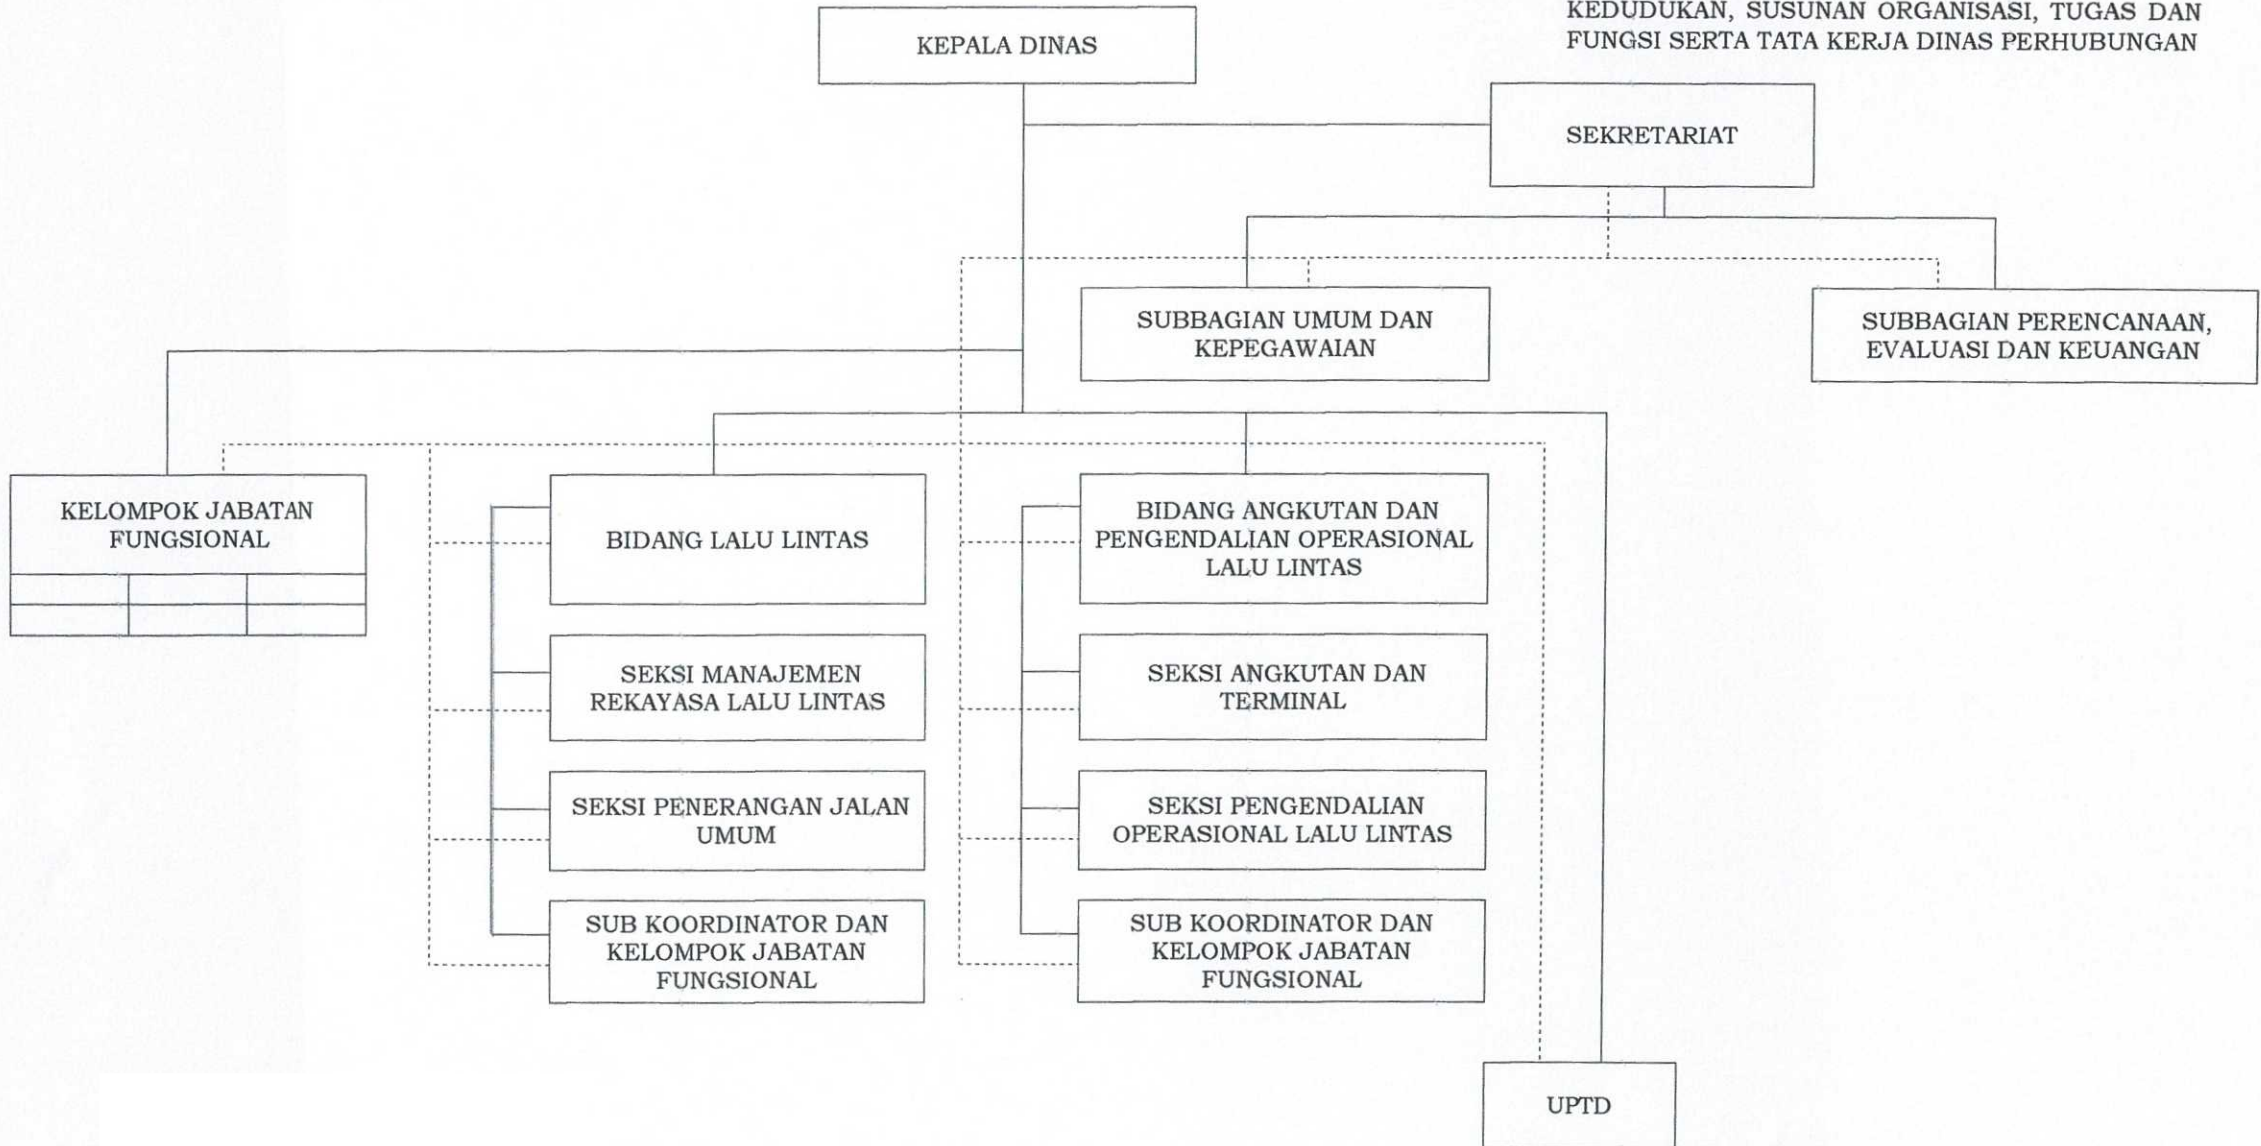 KEDUDUKAN, SUSUNAN ORGANISASI, TUGAS DAN
FUNGSI SERTA TATA KERJA DINAS PERHUBUNGAN
KEPALA DINAS
SEKRETARIAT
SUBBAGIAN UMUM DAN
KEPEGAWAIAN
SUBBAGIAN PERENCANAAN,
EVALUASI DAN KEUANGAN
KELOMPOK JABATAN
FUNGSIONAL
BIDANG LALU LINTAS
BIDANG ANGKUTAN DAN
PENGENDALIAN OPERASIONAL
LALU LINTAS
SEKSI MANAJEMEN
REKAYASA LALU LINTAS
SEKSI ANGKUTAN DAN
TERMINAL
SEKSI PENERANGAN JALAN
UMUM
SEKSI PENGENDALIAN
OPERASIONAL LALU LINTAS
SUB KOORDINATOR DAN
KELOMPOK JABATAN
FUNGSIONAL
SUB KOORDINATOR DAN
KELOMPOK JABATAN
FUNGSIONAL
UPTD